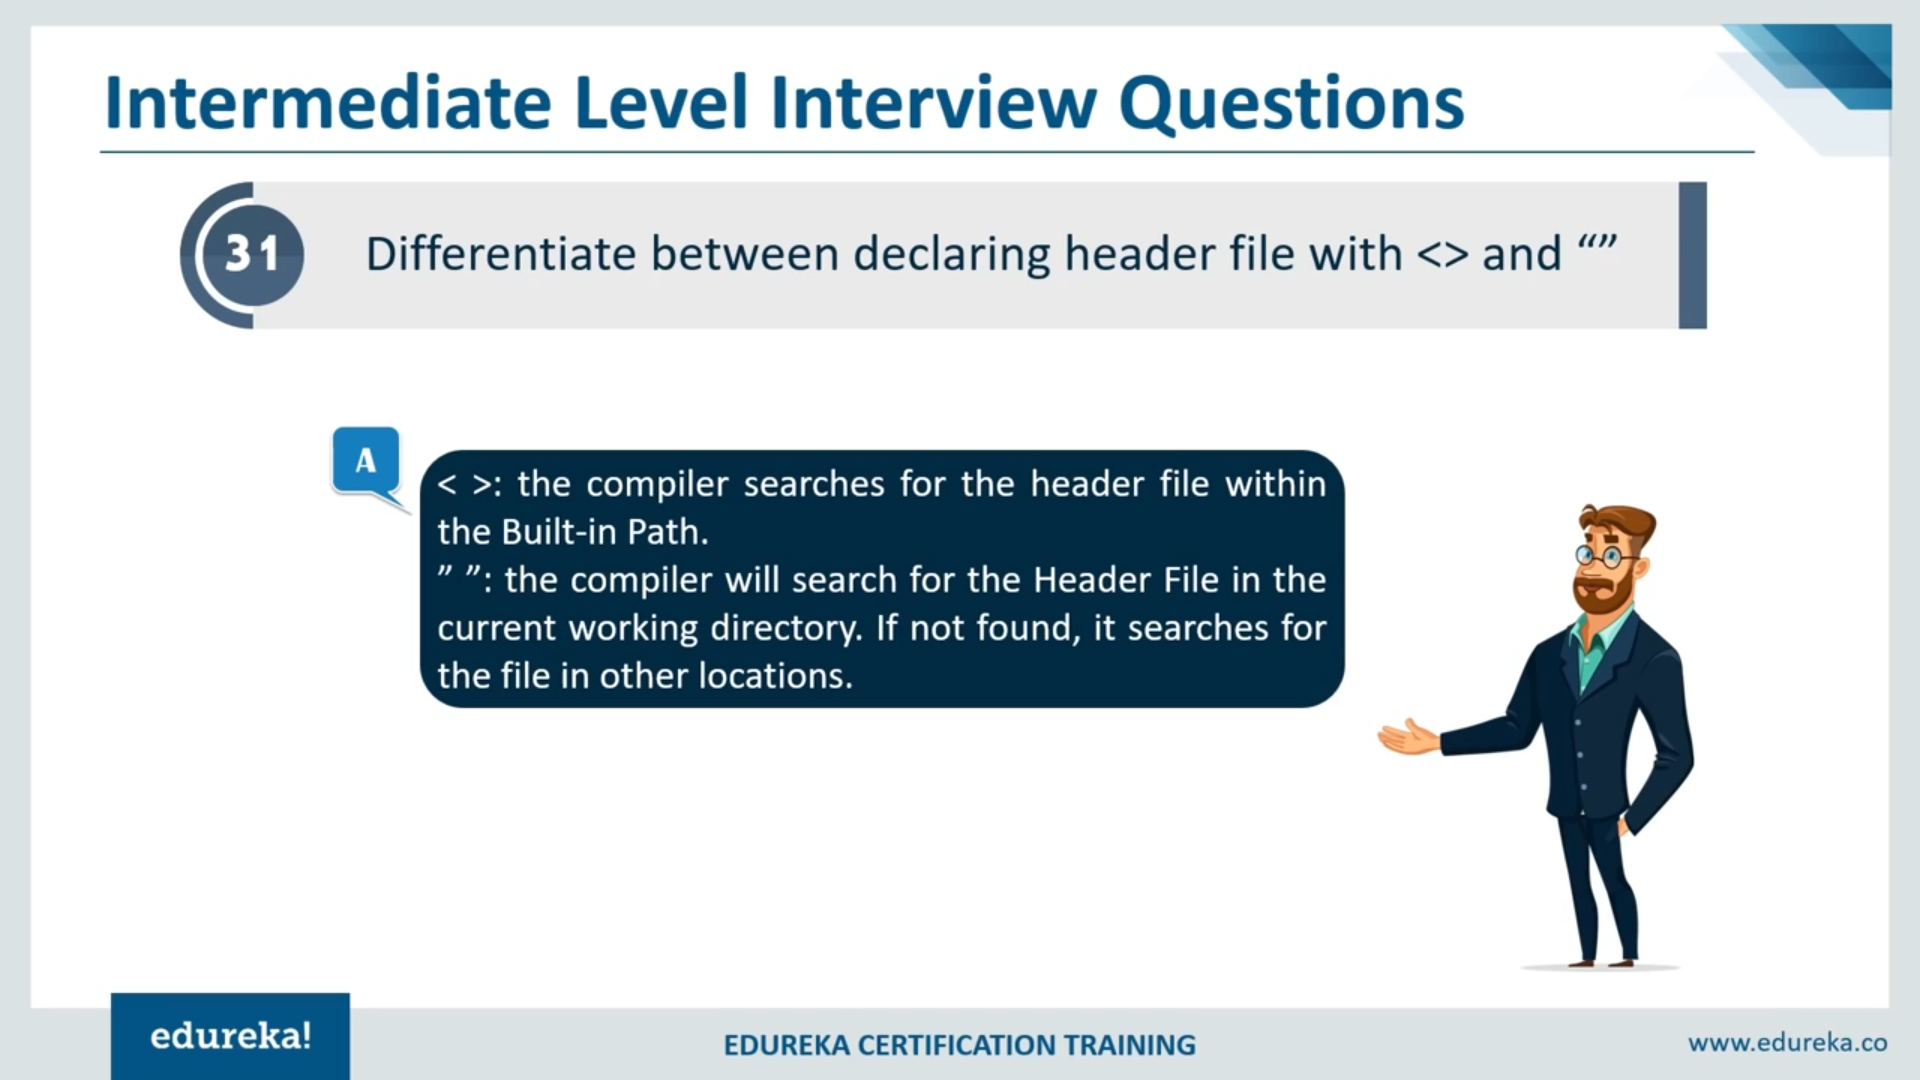 Intermediate Level Interview Questions
31
Differentiate between declaring header file with <> and “”
A
< >: the compiler searches for the header file within
the Built-in Path.
” ”: the compiler will search for the Header File in the
current working directory. If not found, it searches for
the file in other locations.
edureka!
EDUREKA CERTIFICATION TRAINING
www.edureka.co